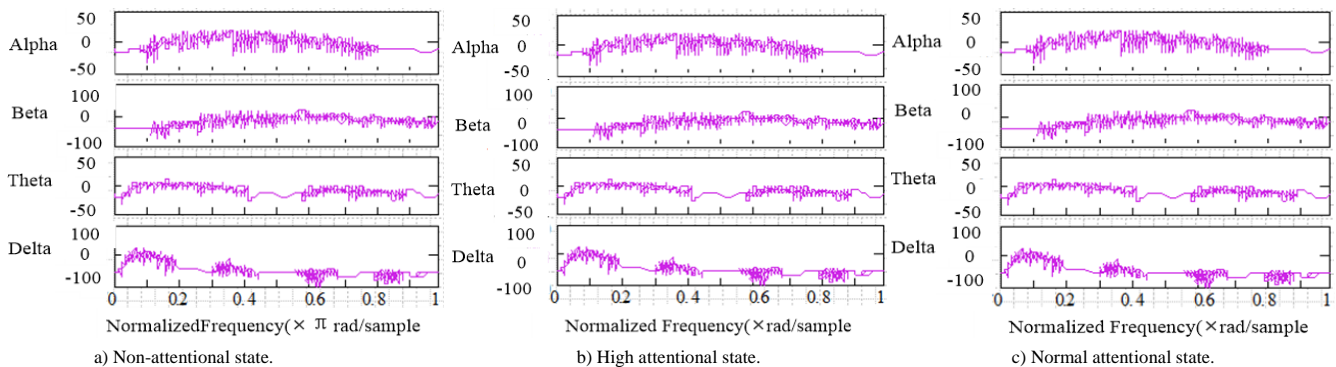 50
Alpha 0
-50
100
Beta 0
-100
50
Theta 0
-50
100
Delta 0
-100
0 0.2 0.4 0.6 0.8 1
NormalizedFrequency(× π rad/sample
a) Non-attentional state.
50
Alpha 0
-50
100
Beta 0
-100
50
Theta 0
-50
100
Delta 0
-100
0 0.2 0.4 0.6 0.8 1
Normalized Frequency(×rad/sample
b) High attentional state.
50
Alpha 0
-50
100
Beta 0
-100
50
Theta 0
-50
100
Delta 0
-100
0 0.2 0.4 0.6 0.8 1
Normalized Frequency(×rad/sample
c) Normal attentional state.